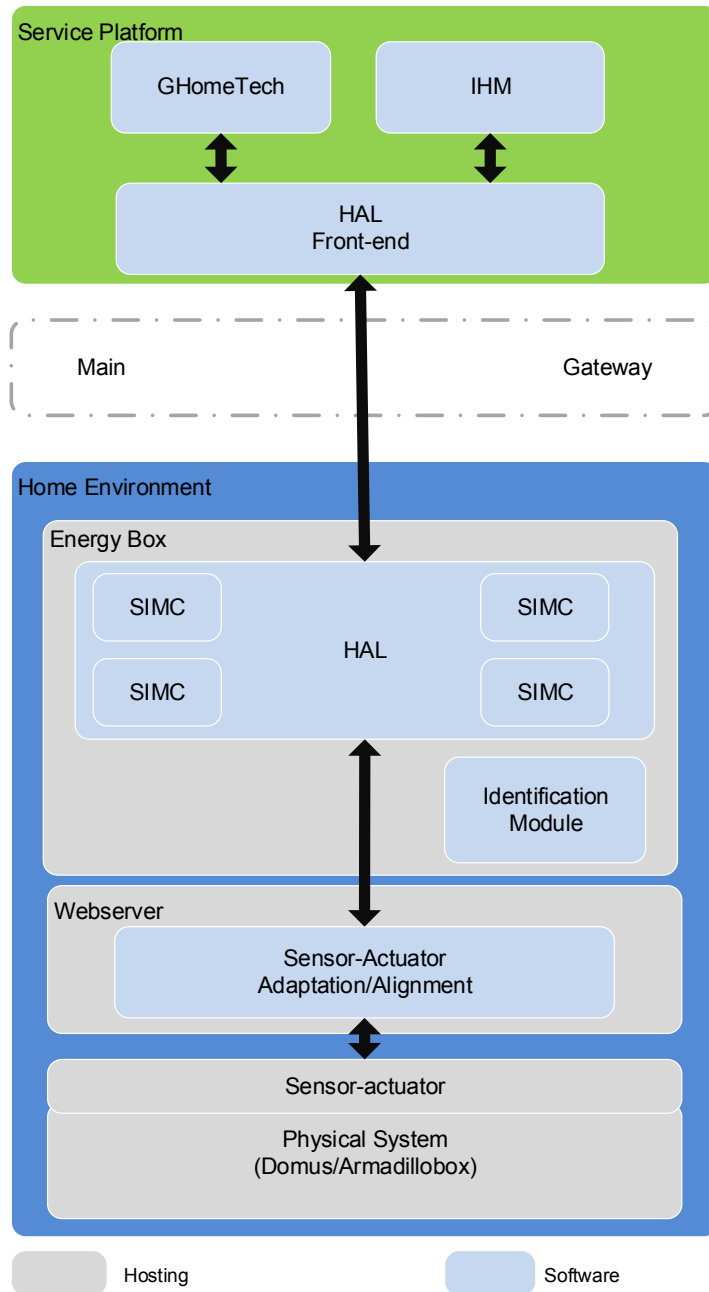 Service Platform
GHomeTech
IHM
HAL
Front-end
Main
Gateway
Home Environment
Energy Box
SIMC
SIMC
HAL
SIMC
SIMC
Identification
Module
Webserver
Sensor-Actuator
Adaptation/Alignment
Sensor-actuator
Physical System
(Domus/Armadillobox)
Hosting
Software